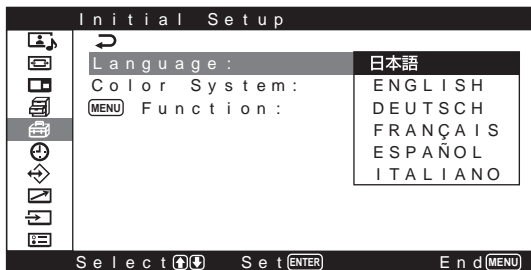 Initial Setup
Language: 日本語
Color System: ENGLISH
MENU Function: DEUTSCH
FRANÇAIS
ESPAÑOL
ITALIANO
Select Set ENTER End MENU